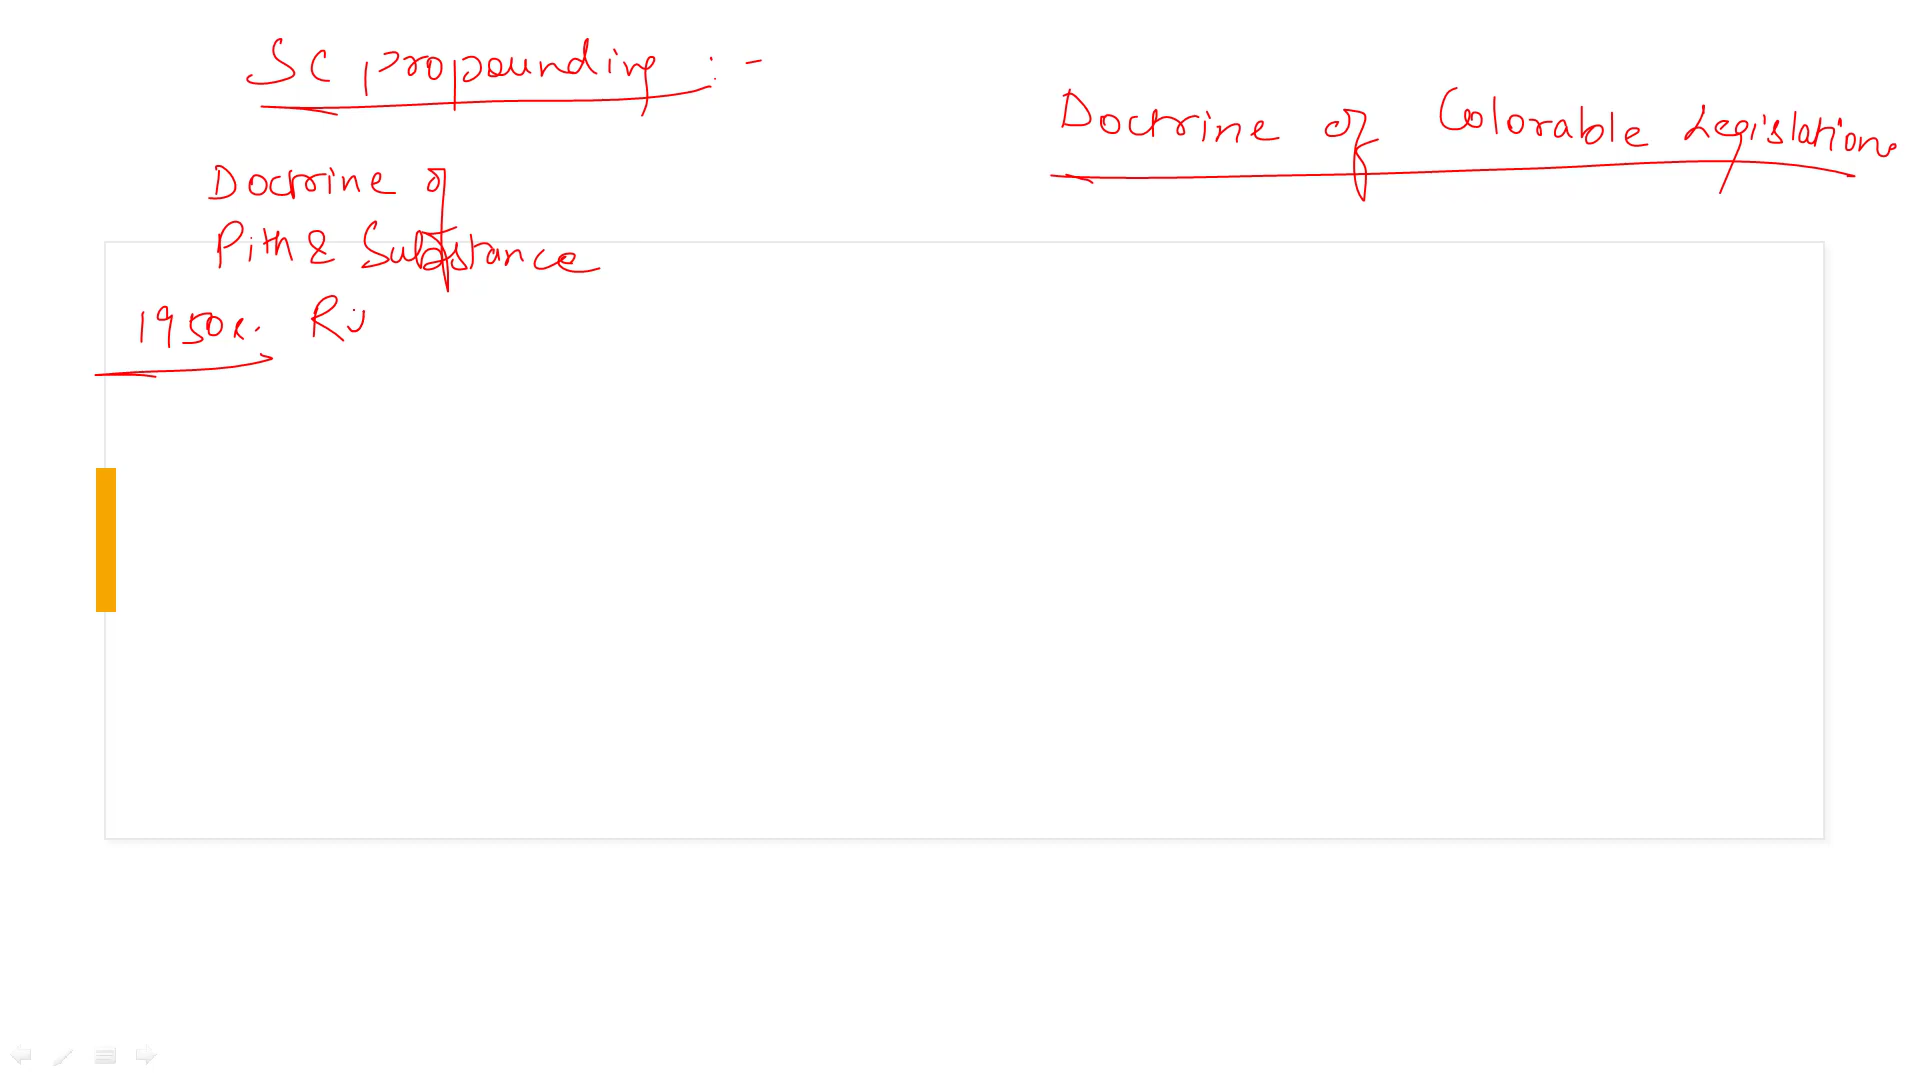 SC propounding :-
Doctrine of
Pith & Substance
1950s.
Doctrine of Colorable Legislation